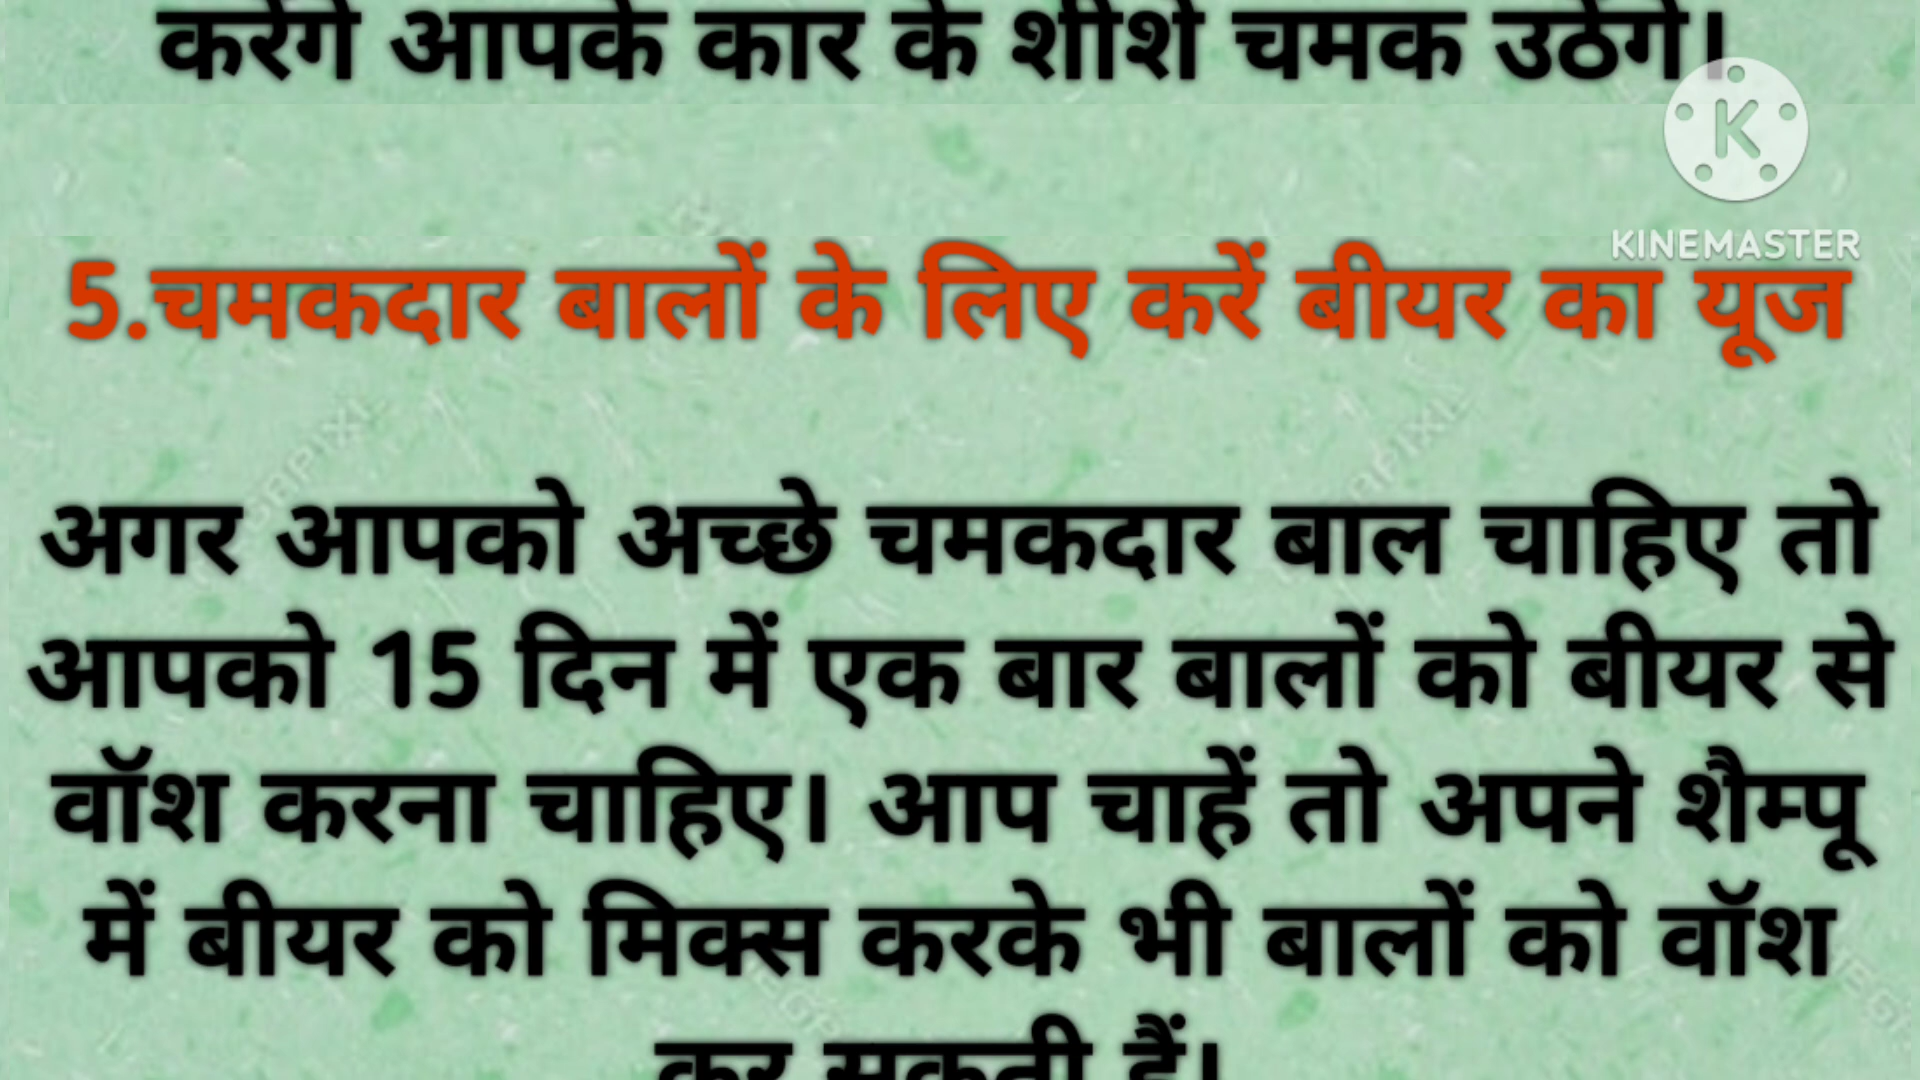 करेंगे आपके कार के शीशे चमक उठेंगे।
KINEMASTER
5.चमकदार बालों के लिए करें बीयर का यूज
अगर आपको अच्छे चमकदार बाल चाहिए तो
आपको 15 दिन में एक बार बालों को बीयर से
वॉश करना चाहिए। आप चाहें तो अपने शैम्पू
में बीयर को मिक्स करके भी बालों को वॉश
कर सकती हैं।